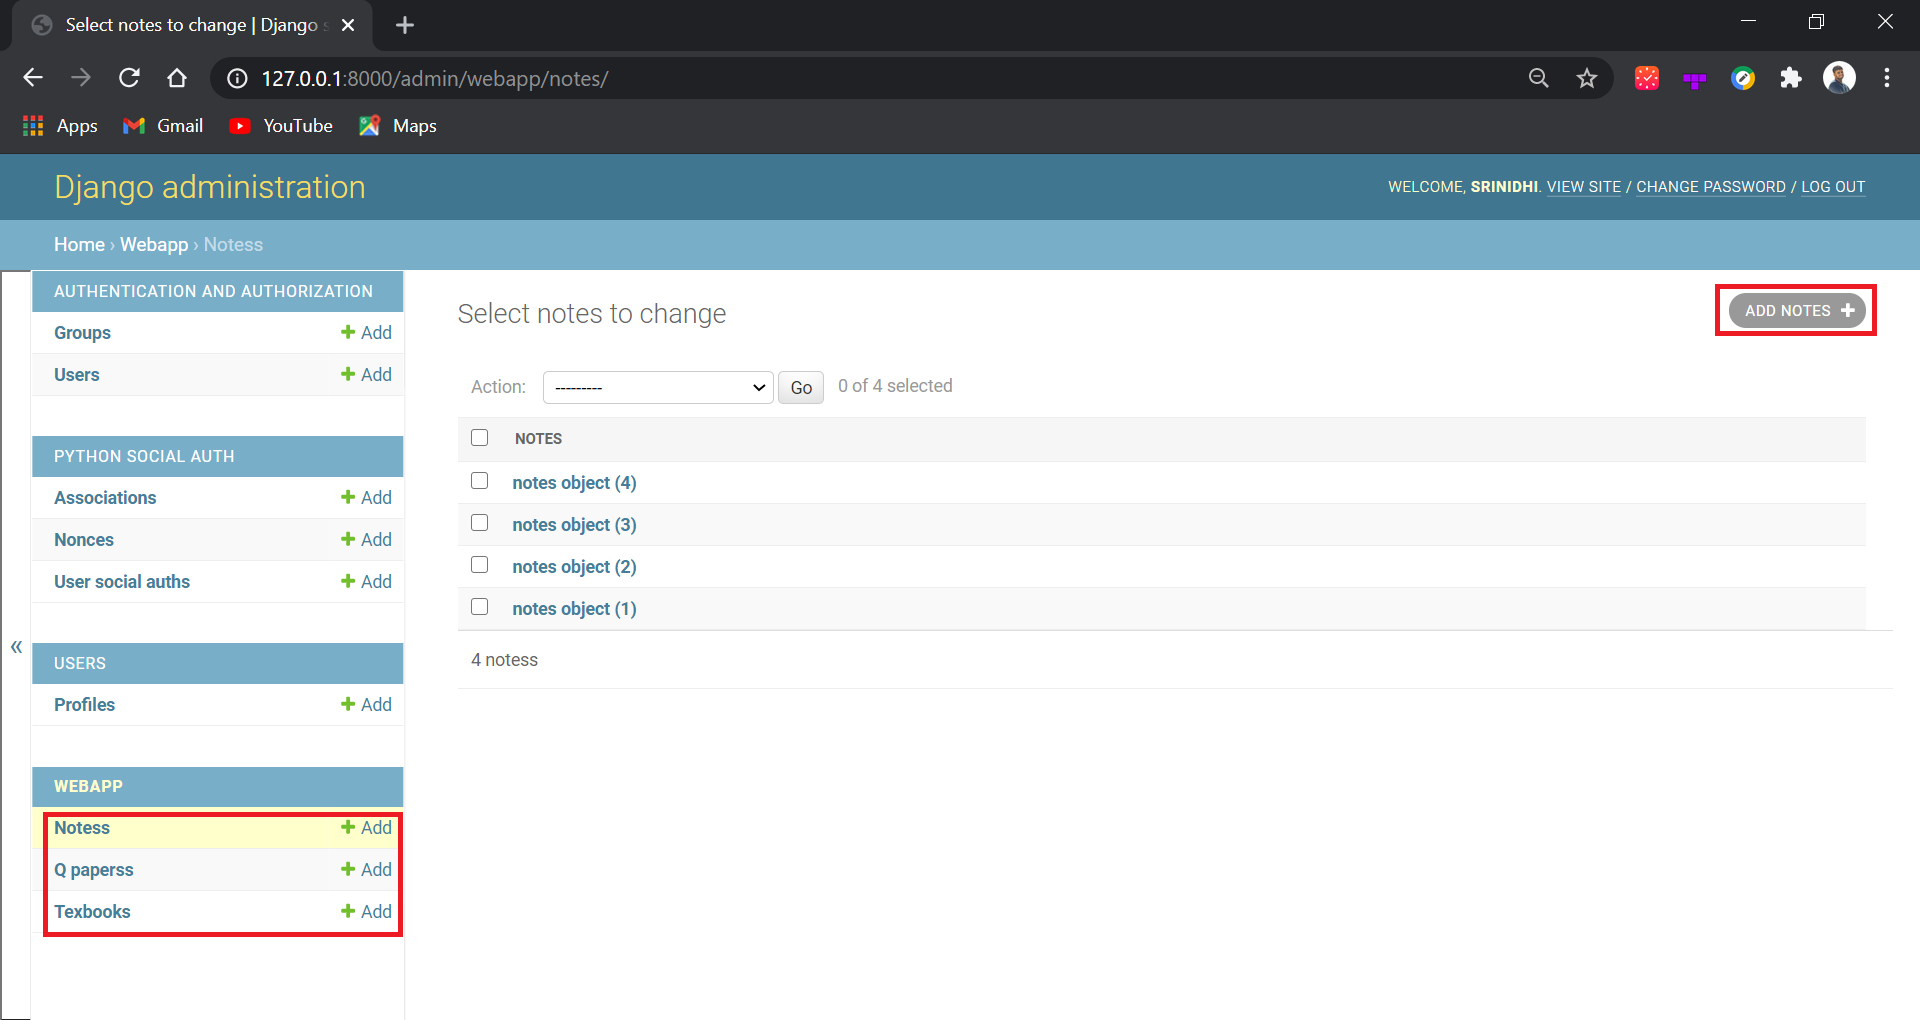 Select notes to change | Django s
127.0.0.1:8000/admin/webapp/notes/
Apps Gmail YouTube Maps
Django administration
WELCOME, SRINIDHI. VIEW SITE / CHANGE PASSWORD / LOG OUT
Home › Webapp › Notess
AUTHENTICATION AND AUTHORIZATION
Groups Add
Users Add
PYTHON SOCIAL AUTH
Associations Add
Nonces Add
User social auths Add
«
USERS
Profiles Add
WEBAPP
Notess Add
Q paperss Add
Texbooks Add
Select notes to change
ADD NOTES
Action: --------- Go 0 of 4 selected
NOTES
notes object (4)
notes object (3)
notes object (2)
notes object (1)
4 notess